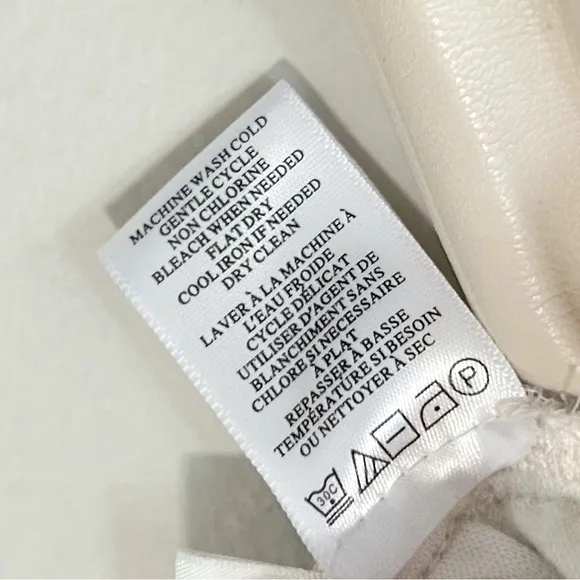 MACHINE WASH COLD
GENTLE CYCLE
NON CHLORINE
BLEACH WHEN NEEDED
FLAT DRY
COOL IRON IF NEEDED
DRY CLEAN
LAVER À LA MACHINE À
L'EAU FROIDE
CYCLE DÉLICAT
UTILISER D'AGENT DE
BLANCHIMENT SANS
CHLORE SI NECESSAIRE
À PLAT
REPASSER À BASSE
TEMPÉRATURE SI BESOIN
OU NETTOYER À SEC
30C
P